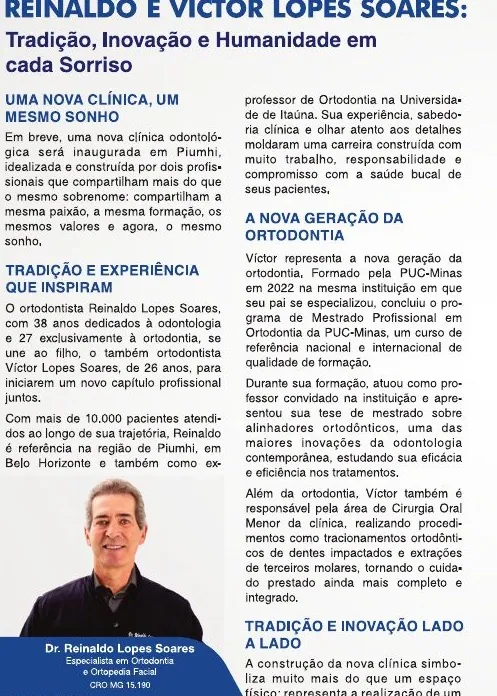 REINALDO E VÍCTOR LOPES SOARES:
Tradição, Inovação e Humanidade em
cada Sorriso
UMA NOVA CLÍNICA, UM
MESMO SONHO
Em breve, uma nova clínica odontoló-
gica será inaugurada em Piumhi,
idealizada e construída por dois profis-
sionais que compartilham mais do que
o mesmo sobrenome: compartilham a
mesma paixão, a mesma formação, os
mesmos valores e agora, o mesmo
sonho,
TRADIÇÃO E EXPERIÊNCIA
QUE INSPIRAM
O ortodontista Reinaldo Lopes Soares,
com 38 anos dedicados à odontologia
e 27 exclusivamente à ortodontia, se
une ao filho, o também ortodontista
Víctor Lopes Soares, de 26 anos, para
iniciarem um novo capítulo profissional
juntos.
Com mais de 10.000 pacientes atendi-
dos ao longo de sua trajetória, Reinaldo
é referência na região de Piumhi, em
Belo Horizonte e também como ex-
Dr. Reinaldo Lopes Soares
Especialista em Ortodontia
e Ortopedia Facial
CRO MG 15.190
professor de Ortodontia na Universida-
de de Itaúna. Sua experiência, sabedo-
ria clínica e olhar atento aos detalhes
moldaram uma carreira construída com
muito trabalho, responsabilidade e
compromisso com a saúde bucal de
seus pacientes,
A NOVA GERAÇÃO DA
ORTODONTIA
Víctor representa a nova geração da
ortodontia, Formado pela PUC-Minas
em 2022 na mesma instituição em que
seu pai se especializou, concluiu o pro-
grama de Mestrado Profissional em
Ortodontia da PUC-Minas, um curso de
referência nacional e internacional de
qualidade de formação,
Durante sua formação, atuou como pro-
fessor convidado na instituição e apre-
sentou sua tese de mestrado sobre
alinhadores ortodônticos, uma das
maiores inovações da odontologia
contemporânea, estudando sua eficácia
e eficiência nos tratamentos.
Além da ortodontia, Víctor também é
responsável pela área de Cirurgia Oral
Menor da clínica, realizando procedi-
mentos como tracionamentos ortodônti-
cos de dentes impactados e extrações
de terceiros molares, tornando o cuida-
do prestado ainda mais completo e
integrado.
TRADIÇÃO E INOVAÇÃO LADO
A LADO
A construção da nova clínica simbo-
liza muito mais do que um espaço
físico: representa a realização de um